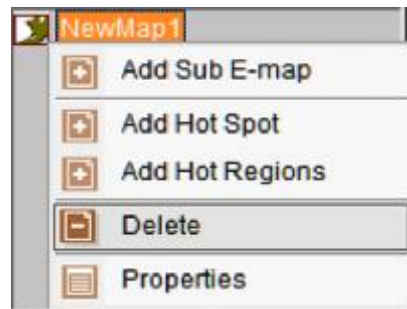 NewMap1
Add Sub E-map
Add Hot Spot
Add Hot Regions
Delete
Properties